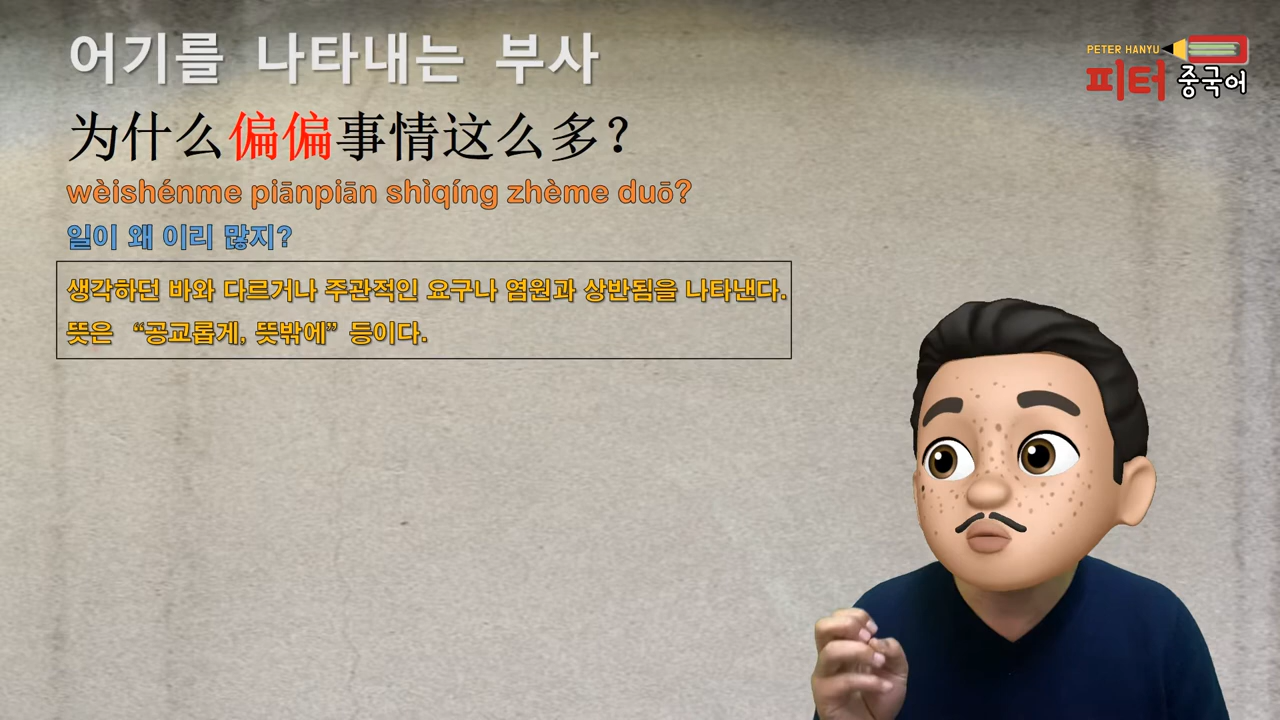 어기를 나타내는 부사
PETER HANYU
피터 중국어
为什么偏偏事情这么多？
wèishénme piānpiān shìqíng zhème duō?
일이 왜 이리 많지?
생각하던 바와 다르거나 주관적인 요구나 염원과 상반됨을 나타낸다.
뜻은 “공교롭게, 뜻밖에” 등이다.